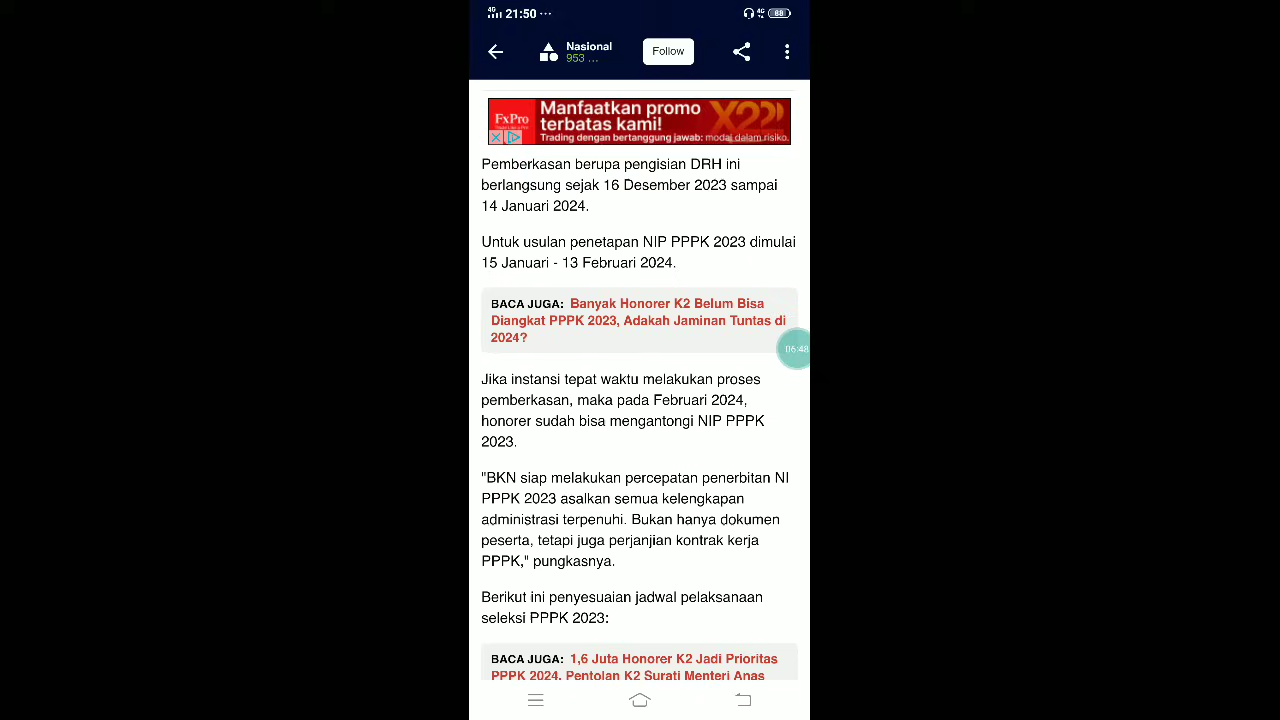 4G 21:50 ··· 4G 88
Nasional
953 ...
Follow
Manfaatkan promo
FxPro
terbatas kami!
Trading dengan bertanggung jawab: modal dalam risiko.
Pemberkasan berupa pengisian DRH ini
berlangsung sejak 16 Desember 2023 sampai
14 Januari 2024.
Untuk usulan penetapan NIP PPPK 2023 dimulai
15 Januari - 13 Februari 2024.
BACA JUGA: Banyak Honorer K2 Belum Bisa
Diangkat PPPK 2023, Adakah Jaminan Tuntas di
2024?
06:48
Jika instansi tepat waktu melakukan proses
pemberkasan, maka pada Februari 2024,
honorer sudah bisa mengantongi NIP PPPK
2023.
"BKN siap melakukan percepatan penerbitan NI
PPPK 2023 asalkan semua kelengkapan
administrasi terpenuhi. Bukan hanya dokumen
peserta, tetapi juga perjanjian kontrak kerja
PPPK," pungkasnya.
Berikut ini penyesuaian jadwal pelaksanaan
seleksi PPPK 2023:
BACA JUGA: 1,6 Juta Honorer K2 Jadi Prioritas
PPPK 2024, Pentolan K2 Surati Menteri Anas